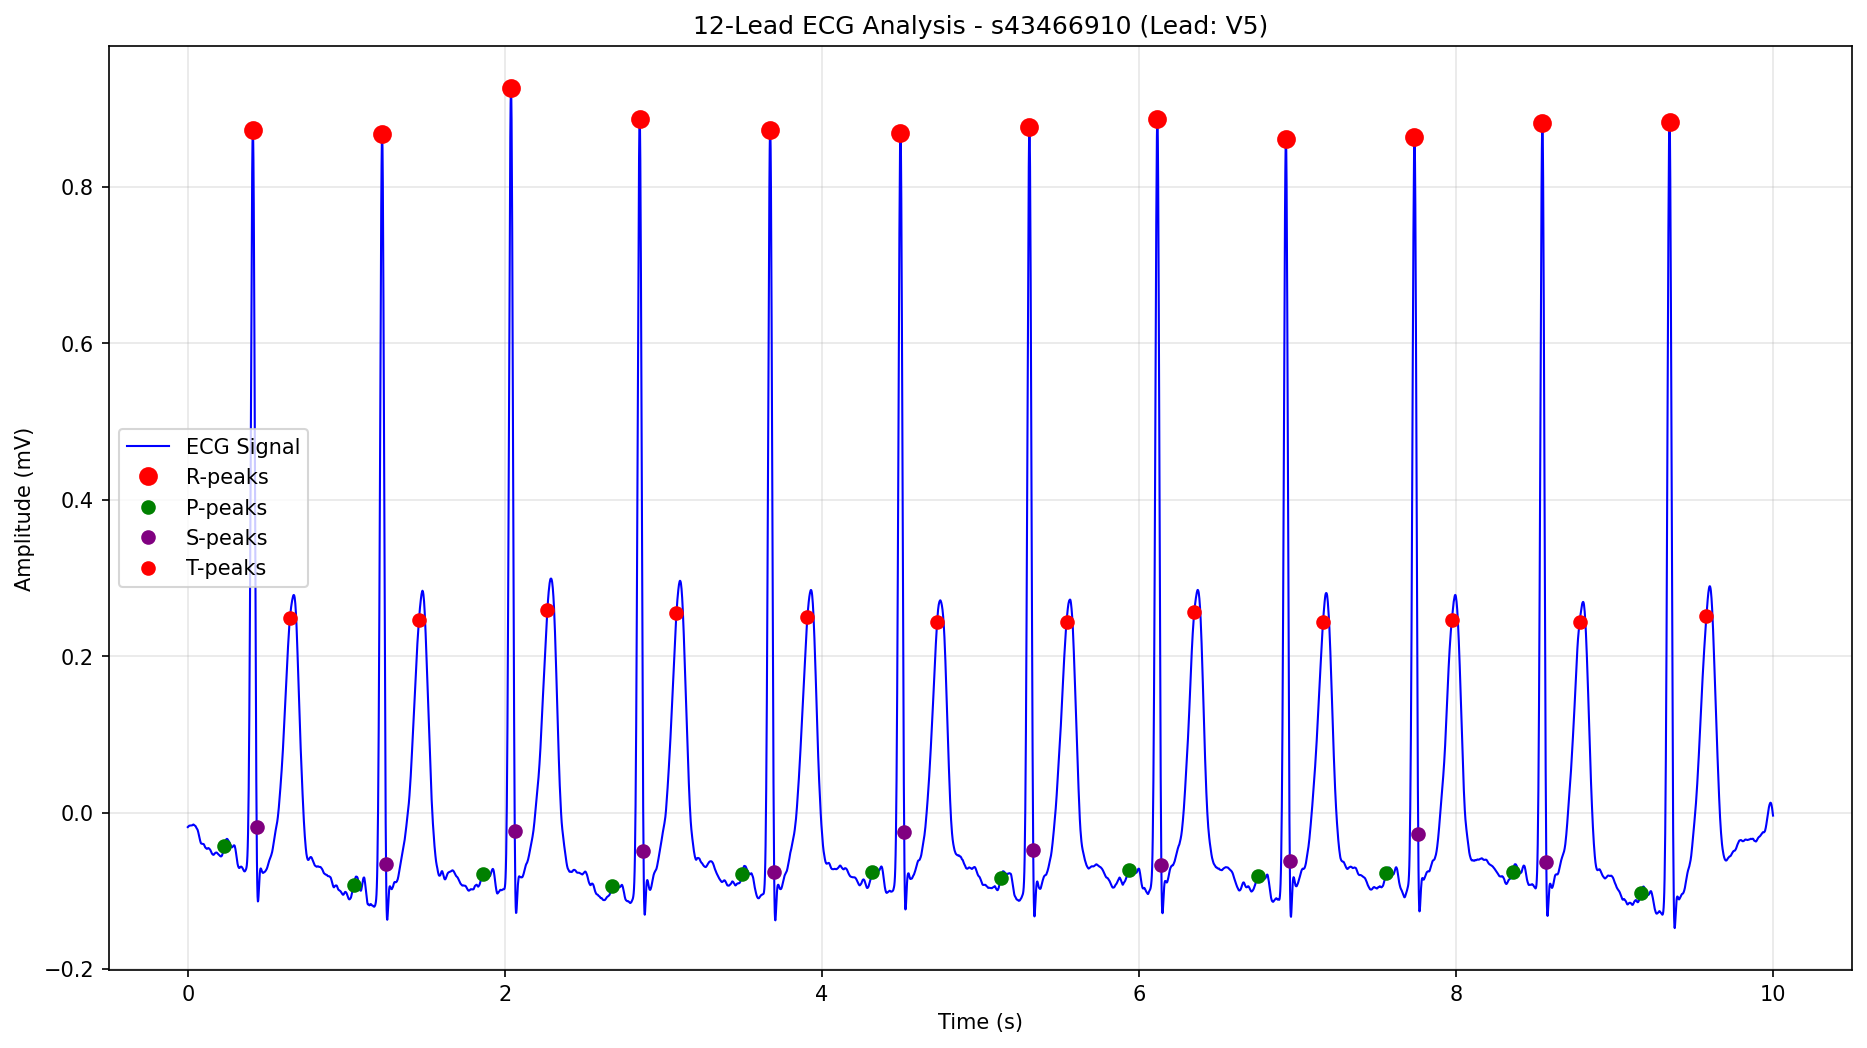 12-Lead ECG Analysis - s43466910 (Lead: V5)
Amplitude (mV)
0.8
0.6
0.4
0.2
0.0
−0.2
ECG Signal
R-peaks
P-peaks
S-peaks
T-peaks
0 2 4 6 8 10
Time (s)